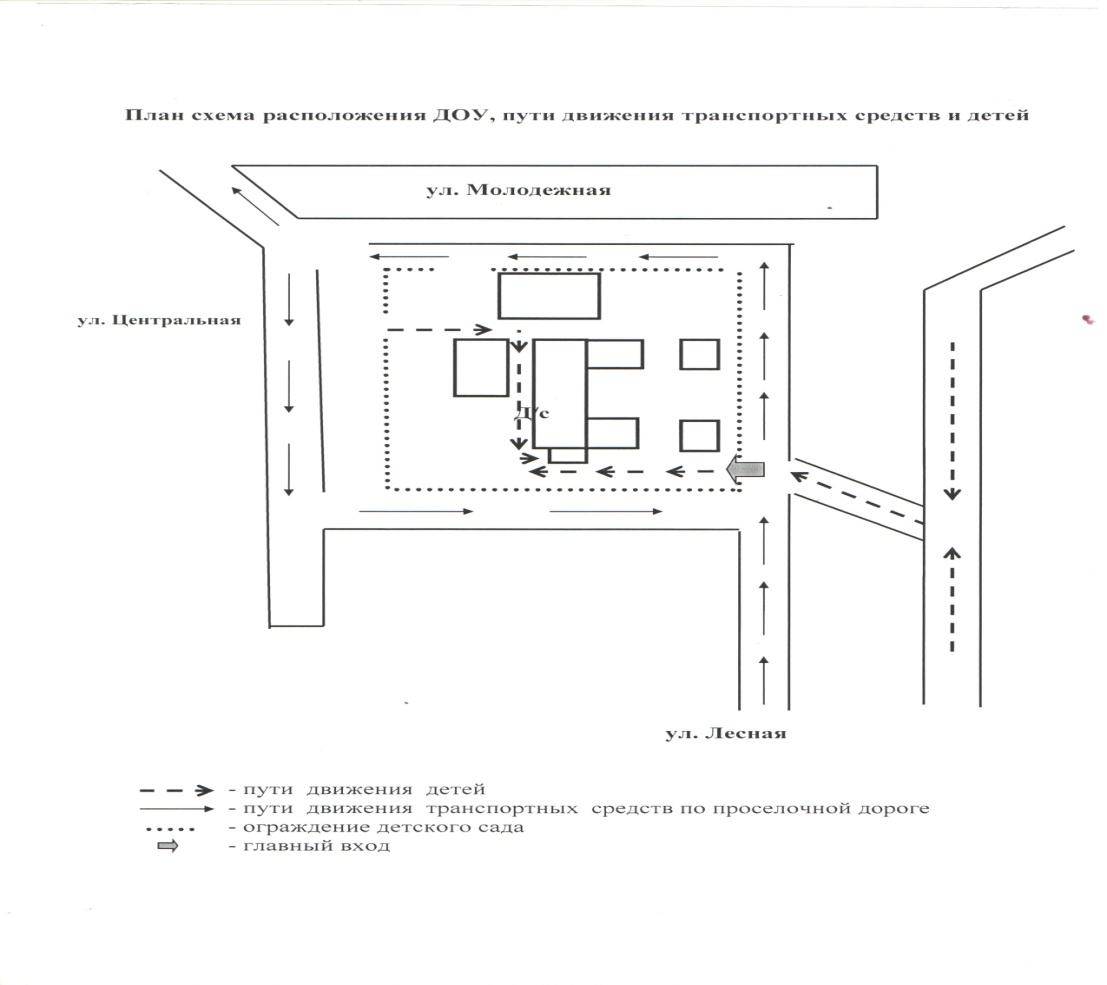 План схема расположения ДОУ, пути движения транспортных средств и детей
ул. Молодежная
ул. Центральная
Д/с
ул. Лесная
- пути движения детей
- пути движения транспортных средств по проселочной дороге
- ограждение детского сада
- главный вход